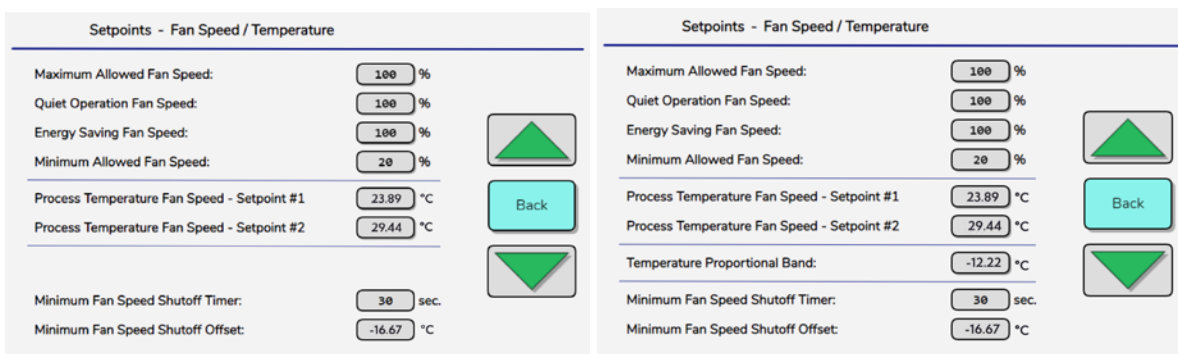 Setpoints - Fan Speed / Temperature
Maximum Allowed Fan Speed: 100 %
Quiet Operation Fan Speed: 100 %
Energy Saving Fan Speed: 100 %
Minimum Allowed Fan Speed: 20 %
Process Temperature Fan Speed - Setpoint #1 23.89 °C
Process Temperature Fan Speed - Setpoint #2 29.44 °C
Minimum Fan Speed Shutoff Timer: 30 sec.
Minimum Fan Speed Shutoff Offset: -16.67 °C
Back
Setpoints - Fan Speed / Temperature
Maximum Allowed Fan Speed: 100 %
Quiet Operation Fan Speed: 100 %
Energy Saving Fan Speed: 100 %
Minimum Allowed Fan Speed: 20 %
Process Temperature Fan Speed - Setpoint #1 23.89 °C
Process Temperature Fan Speed - Setpoint #2 29.44 °C
Temperature Proportional Band: -12.22 °C
Minimum Fan Speed Shutoff Timer: 30 sec.
Minimum Fan Speed Shutoff Offset: -16.67 °C
Back